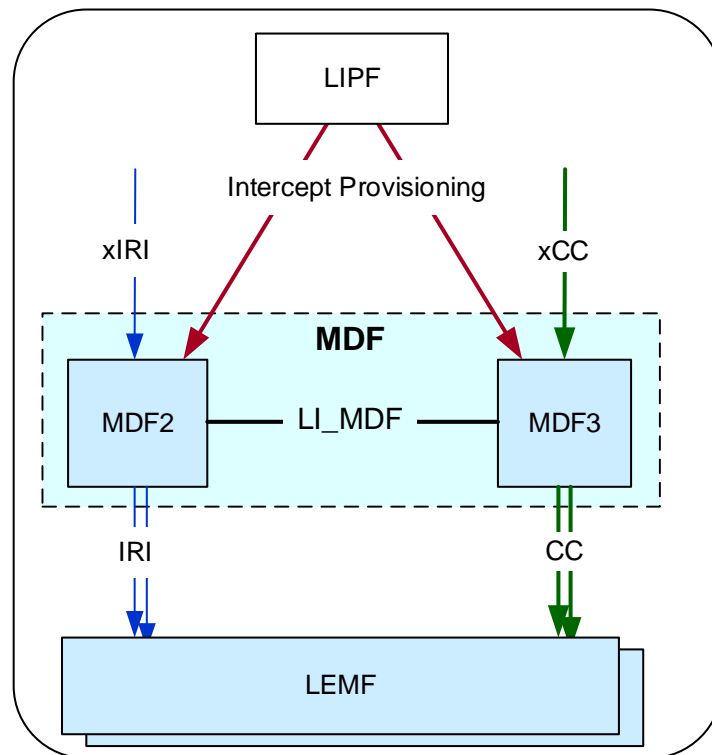 LIPF
Intercept Provisioning
xIRI
xCC
MDF
MDF2
LI_MDF
MDF3
IRI
CC
LEMF